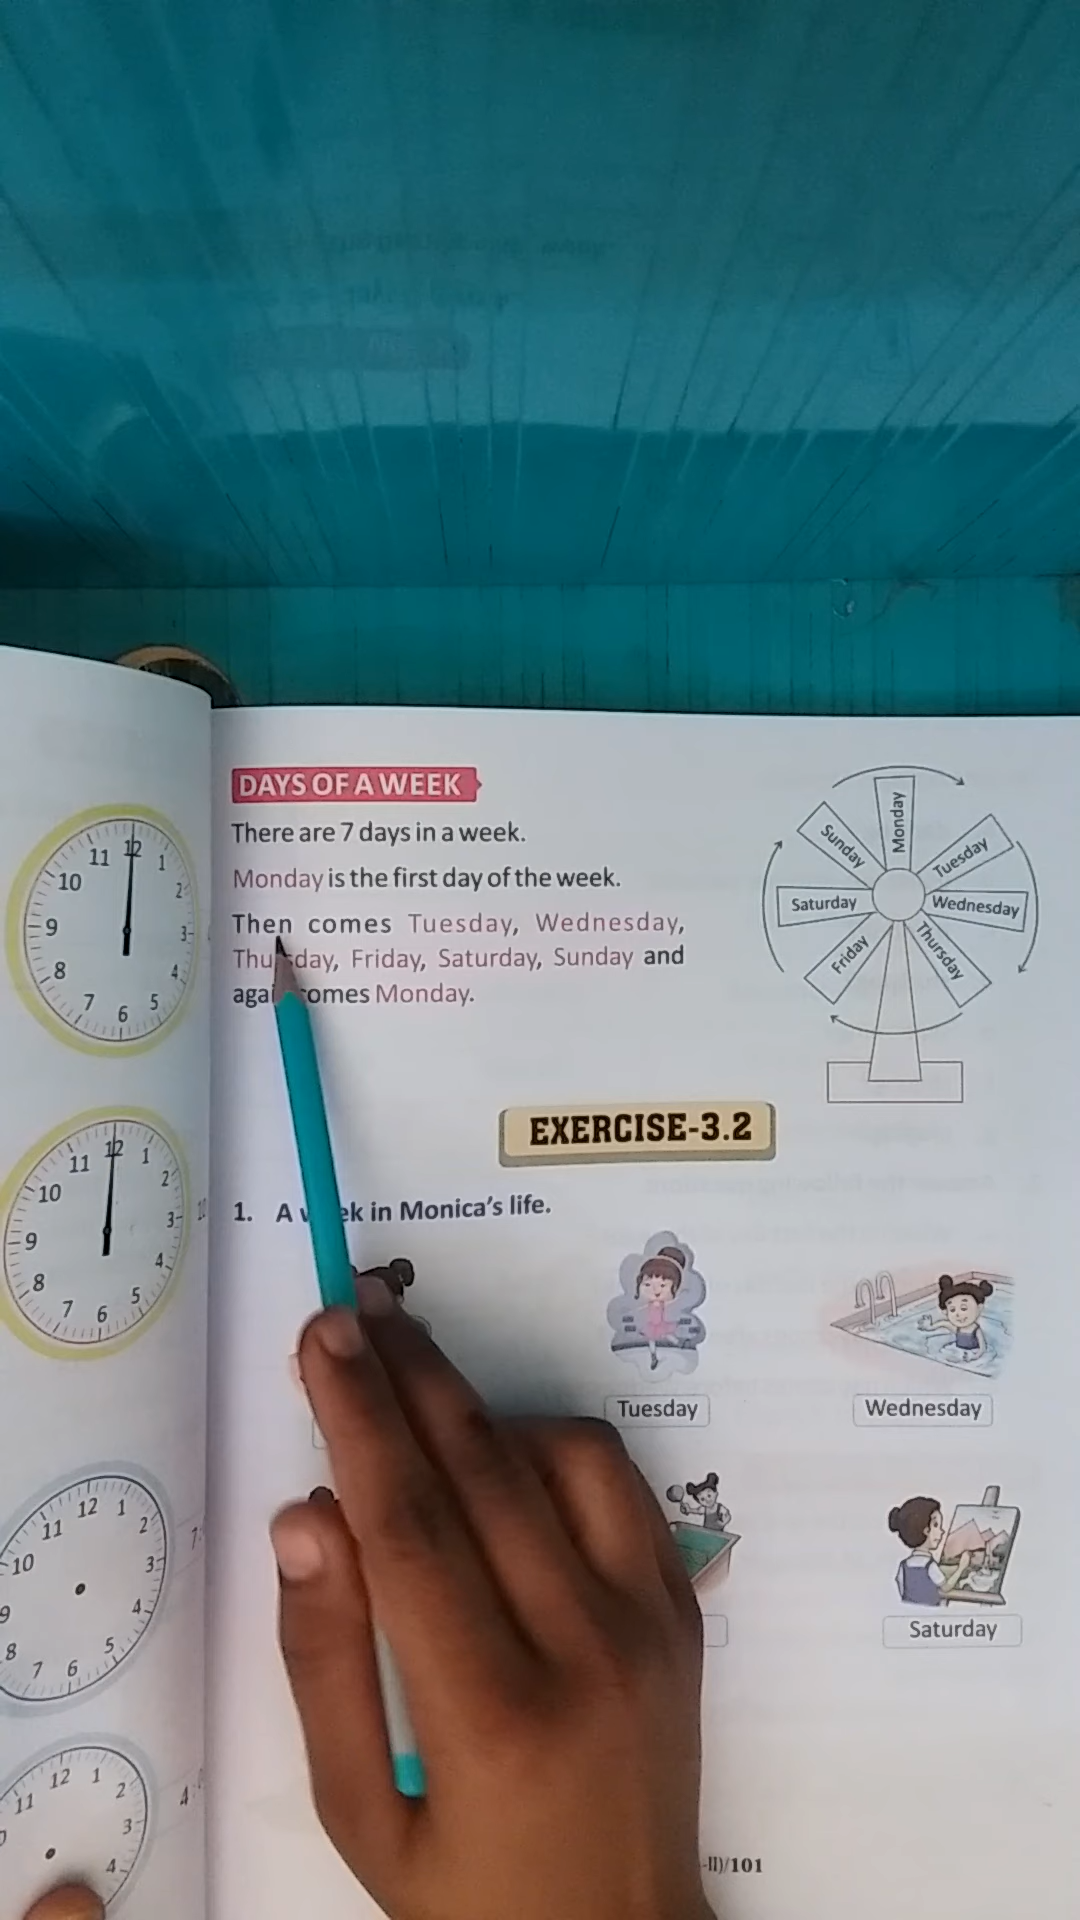 DAYS OF A WEEK
There are 7 days in a week.
Monday is the first day of the week.
Then comes Tuesday, Wednesday,
Friday, Saturday, Sunday and
comes Monday.
Monday
Tuesday
Wednesday
Thursday
Friday
Saturday
Sunday
EXERCISE-3.2
1. A week in Monica's life.
Tuesday
Wednesday
Saturday
-II)/101
12
1
2
3
4
5
6
7
8
9
10
11
12
1
2
3
4
5
6
7
8
9
10
11
12
1
2
3
4
5
6
7
8
9
10
11
12
1
2
3
4
11